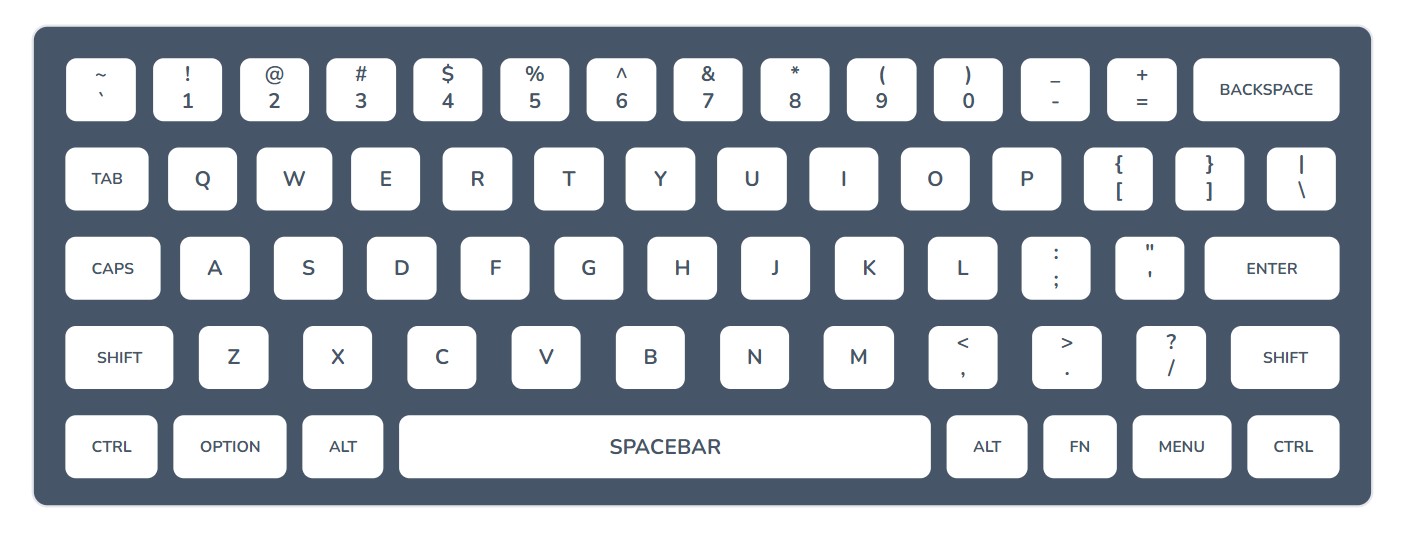 ~ ! @ # $ % ^ & * ( ) _ +
` 1 2 3 4 5 6 7 8 9 0 - = BACKSPACE
{ } |
TAB Q W E R T Y U I O P [ ] \
: "
CAPS A S D F G H J K L ; ' ENTER
< > ?
SHIFT Z X C V B N M , . / SHIFT
CTRL OPTION ALT SPACEBAR ALT FN MENU CTRL